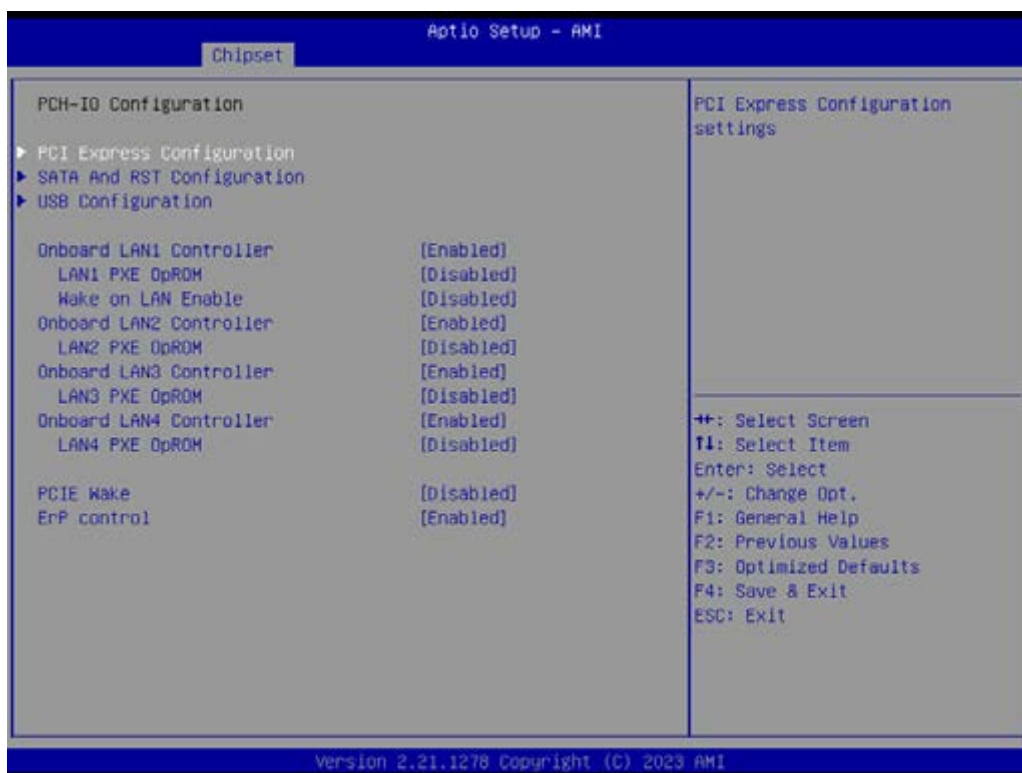 Aptio Setup - AMI
Chipset
PCH-IO Configuration
PCI Express Configuration
SATA And RST Configuration
USB Configuration
Onboard LAN1 Controller [Enabled]
LAN1 PXE OpROM [Disabled]
Wake on LAN Enable [Disabled]
Onboard LAN2 Controller [Enabled]
LAN2 PXE OpROM [Disabled]
Onboard LAN3 Controller [Enabled]
LAN3 PXE OpROM [Disabled]
Onboard LAN4 Controller [Enabled]
LAN4 PXE OpROM [Disabled]
PCIE Wake [Disabled]
ErP control [Enabled]
PCI Express Configuration
settings
→←: Select Screen
↑↓: Select Item
Enter: Select
+/-: Change Opt.
F1: General Help
F2: Previous Values
F3: Optimized Defaults
F4: Save & Exit
ESC: Exit
Version 2.21.1278 Copyright (C) 2023 AMI